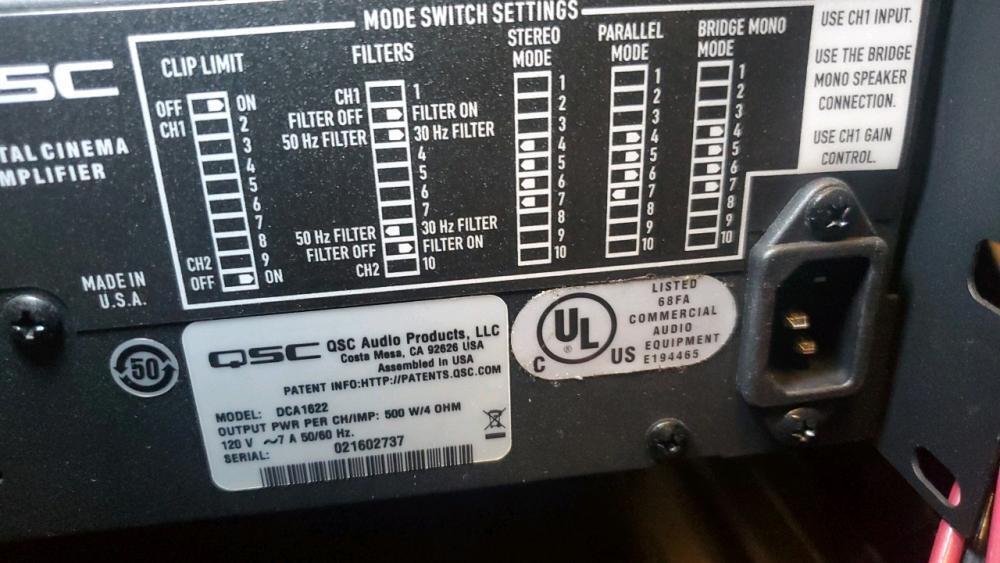 MODE SWITCH SETTINGS
USE CH1 INPUT.
USE THE BRIDGE
MONO SPEAKER
CONNECTION.
USE CH1 GAIN
CONTROL.
SC
TAL CINEMA
MPLIFIER
MADE IN
U.S.A.
CLIP LIMIT
OFF ON
CH1 2
3
4
5
6
7
8
CH2 9
OFF ON
FILTERS
CH1 1
FILTER OFF FILTER ON
50 Hz FILTER 30 Hz FILTER
4
5
6
7
50 Hz FILTER 30 Hz FILTER
FILTER OFF FILTER ON
CH2 10
STEREO
MODE
1
2
3
4
5
6
7
8
9
10
PARALLEL
MODE
1
2
3
4
5
6
7
8
9
10
BRIDGE MONO
MODE
1
2
3
4
5
6
7
8
9
10
50
QSC QSC Audio Products, LLC
Costa Mesa, CA 92626 USA
Assembled in USA
PATENT INFO:HTTP://PATENTS.QSC.COM
MODEL: DCA1622
OUTPUT PWR PER CH/IMP: 500 W/4 OHM
120 V ~7 A 50/60 Hz.
SERIAL: 021602737
C UL US
®
LISTED
68FA
COMMERCIAL
AUDIO
EQUIPMENT
E194465